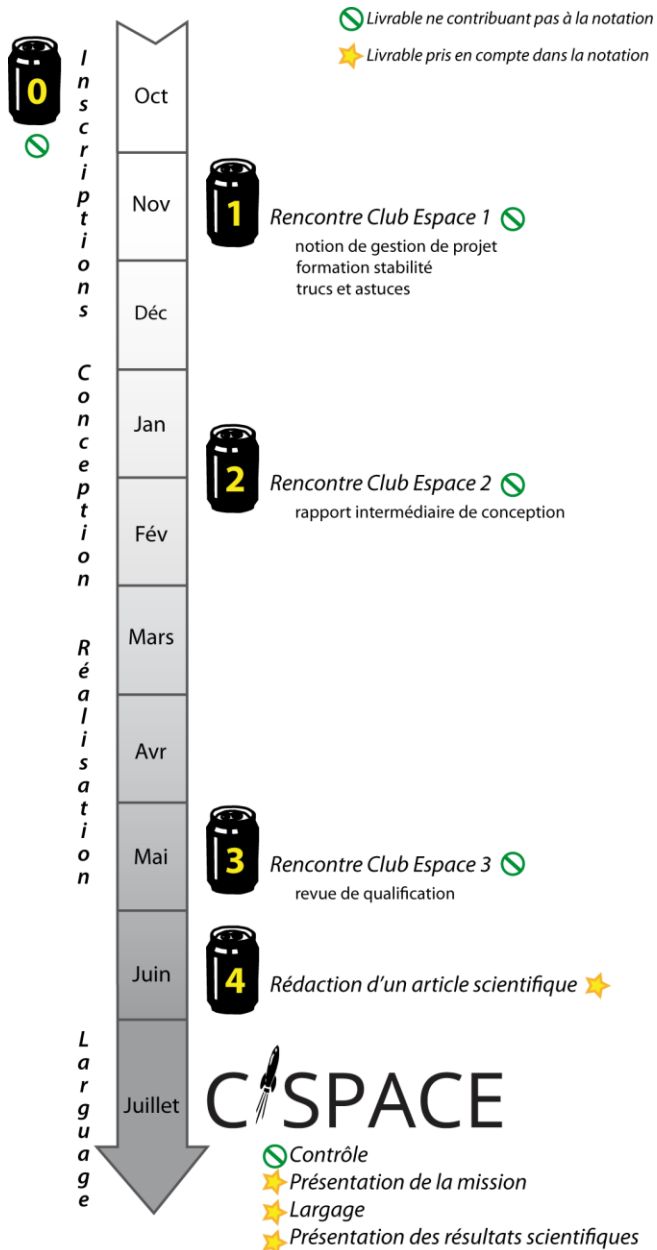 Livrable ne contribuant pas à la notation
Livrable pris en compte dans la notation
0
Inscriptions
Oct
Nov
1
Rencontre Club Espace 1
notion de gestion de projet
formation stabilité
trucs et astuces
Déc
Conception
Jan
2
Rencontre Club Espace 2
rapport intermédiaire de conception
Fév
Mars
Réalisation
Avr
Mai
3
Rencontre Club Espace 3
revue de qualification
Juin
4
Rédaction d'un article scientifique
Larguage
Juillet
C'SPACE
Contrôle
Présentation de la mission
Largage
Présentation des résultats scientifiques